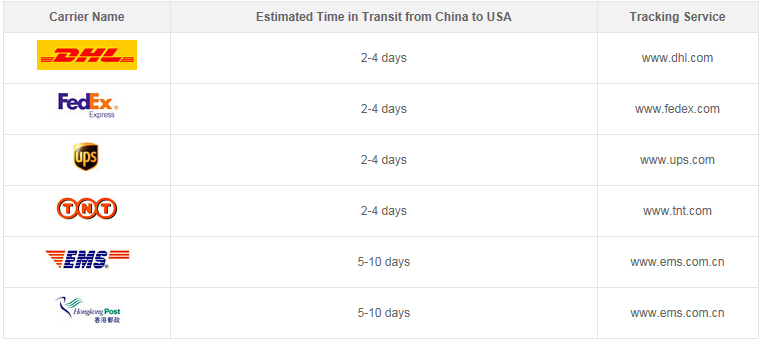 Carrier Name Estimated Time in Transit from China to USA Tracking Service
DHL 2-4 days www.dhl.com
FedEx® 2-4 days www.fedex.com
Express
ups 2-4 days www.ups.com
TNT 2-4 days www.tnt.com
EMS® 5-10 days www.ems.com.cn
Hongkong Post 5-10 days www.ems.com.cn
香港郵政